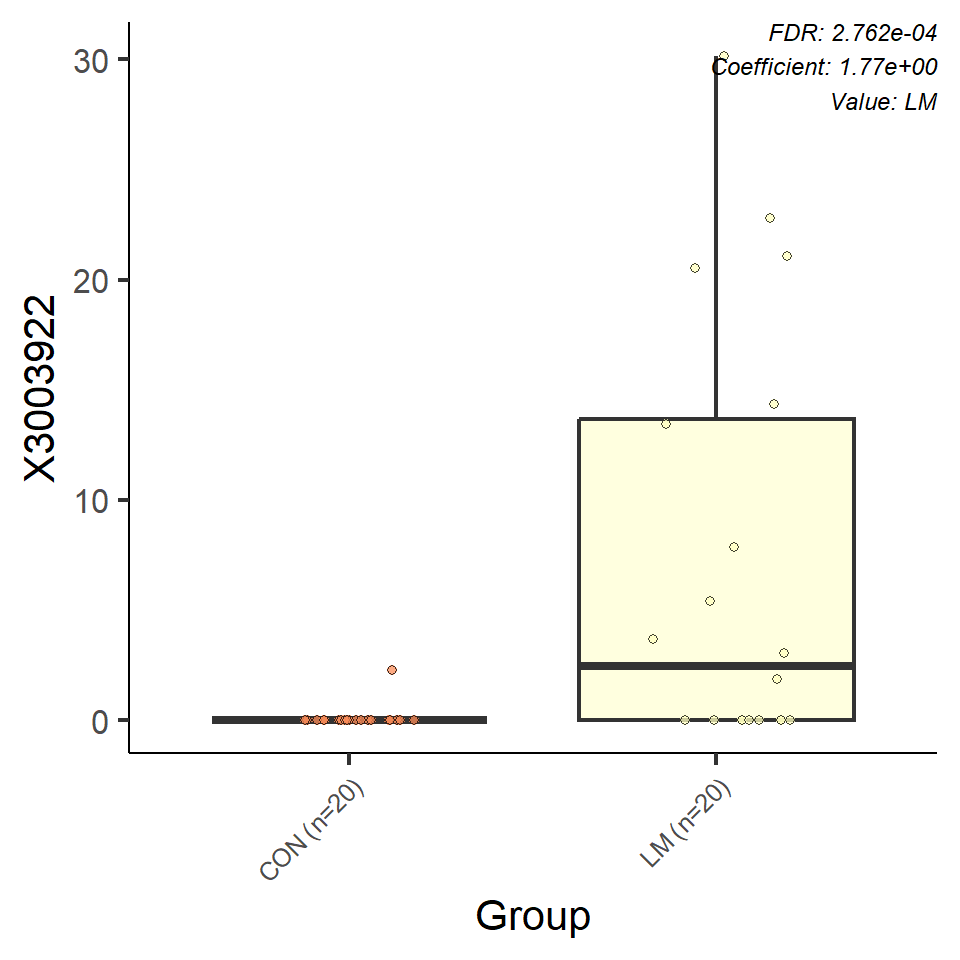 FDR: 2.762e-04
Coefficient: 1.77e+00
Value: LM
30
20
10
0
X3003922
CON (n=20)
LM (n=20)
Group